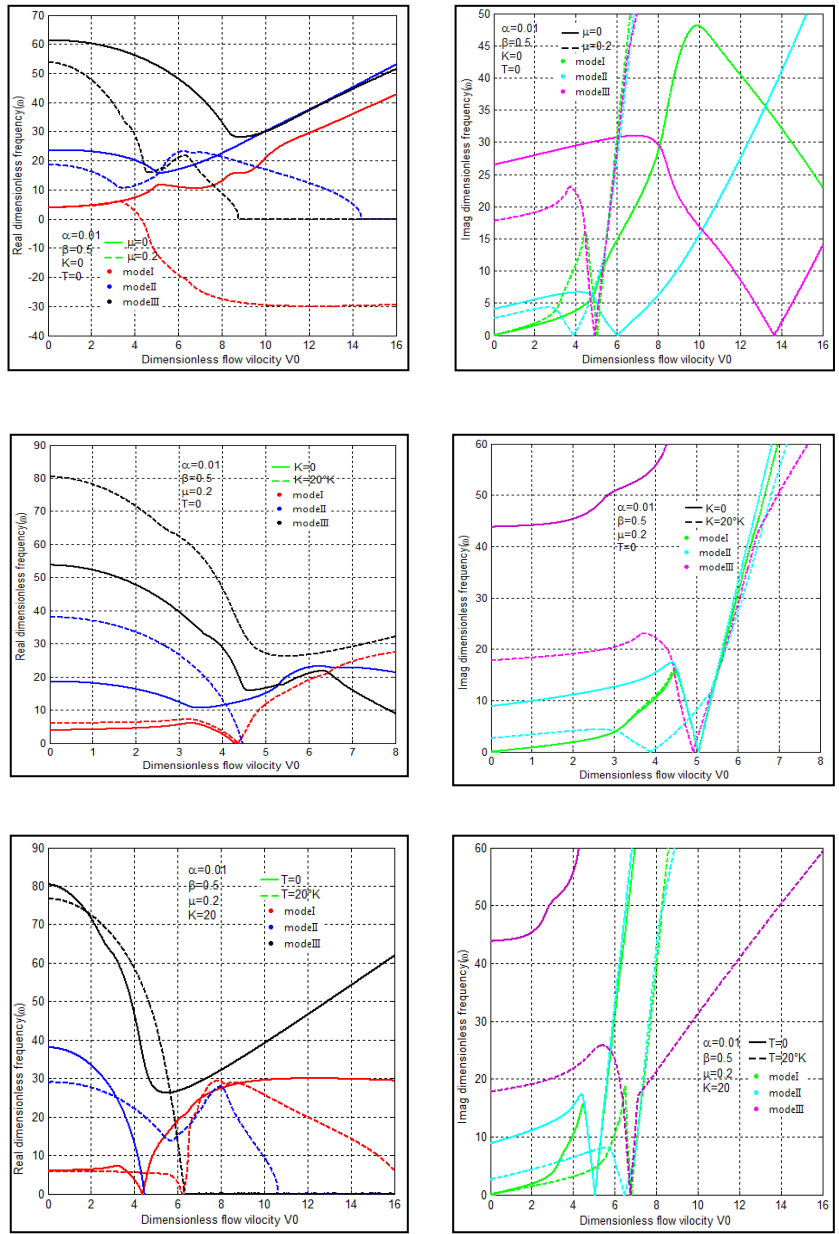 Real dimensionless frequency(ω)
70
60
50
40
30
20
10
0
-10
-20
-30
-40
α=0.01
β=0.5
K=0
T=0
μ=0
μ=0.2
modeⅠ
modeⅡ
modeⅢ
0 2 4 6 8 10 12 14 16
Dimensionless flow vilocity V0
Imag dimensionless frequency(ω)
50
45
40
35
30
25
20
15
10
5
0
α=0.01
β=0.5
K=0
T=0
μ=0
μ=0.2
modeⅠ
modeⅡ
modeⅢ
0 2 4 6 8 10 12 14 16
Dimensionless flow vilocity V0
Real dimensionless frequency(ω)
90
80
70
60
50
40
30
20
10
0
α=0.01
β=0.5
μ=0.2
T=0
K=0
K=20°K
modeⅠ
modeⅡ
modeⅢ
0 1 2 3 4 5 6 7 8
Dimensionless flow vilocity V0
Imag dimensionless frequency(ω)
60
50
40
30
20
10
0
α=0.01
β=0.5
μ=0.2
T=0
K=0
K=20°K
modeⅠ
modeⅡ
modeⅢ
0 1 2 3 4 5 6 7 8
Dimensionless flow vilocity V0
Real dimensionless frequency(ω)
90
80
70
60
50
40
30
20
10
0
α=0.01
β=0.5
μ=0.2
K=20
T=0
T=20°K
modeⅠ
modeⅡ
modeⅢ
0 2 4 6 8 10 12 14 16
Dimensionless flow vilocity V0
Imag dimensionless frequency(ω)
60
50
40
30
20
10
0
α=0.01
β=0.5
μ=0.2
K=20
T=0
T=20°K
modeⅠ
modeⅡ
modeⅢ
0 2 4 6 8 10 12 14 16
Dimensionless flow vilocity V0